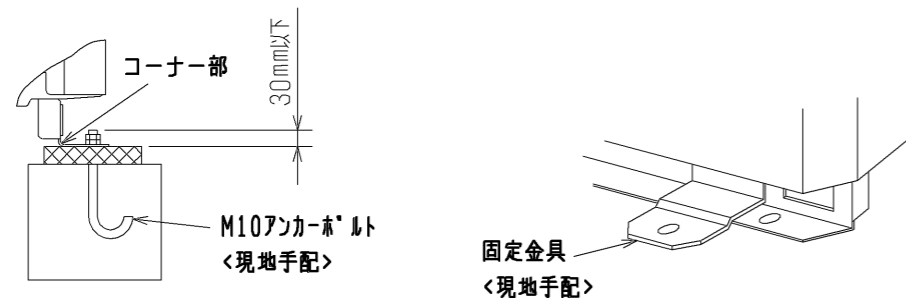 コーナー部
30mm以下
M10アンカーボルト
<現地手配>
固定金具
<現地手配>